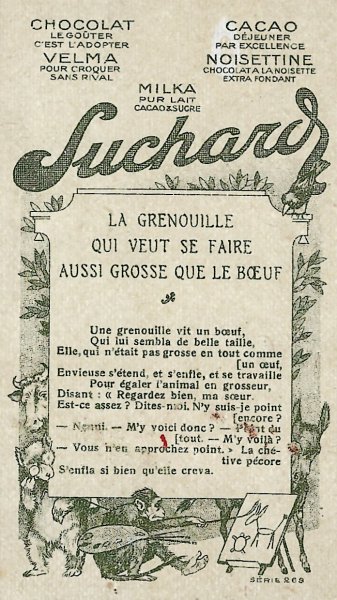 CHOCOLAT
LE GOÛTER
C'EST L'ADOPTER
VELMA
POUR CROQUER
SANS RIVAL
CACAO
DÉJEUNER
PAR EXCELLENCE
NOISETTINE
CHOCOLAT A LA NOISETTE
EXTRA FONDANT
MILKA
PUR LAIT
CACAO & SUCRE
Suchard
LA GRENOUILLE
QUI VEUT SE FAIRE
AUSSI GROSSE QUE LE BŒUF
Une grenouille vit un bœuf,
Qui lui sembla de belle taille,
Elle, qui n'était pas grosse en tout comme
[un œuf,
Envieuse s'étend, et s'enfle, et se travaille
Pour égaler l'animal en grosseur,
Disant : « Regardez bien, ma sœur.
Est-ce assez ? Dites-moi. N'y suis-je point
[encore ?
— Nenni. — M'y voici donc ? — Point du
[tout. — M'y voilà ?
— Vous n'en approchez point. » La ché-
tive pécore
S'enfla si bien qu'elle creva.
SÉRIE 269